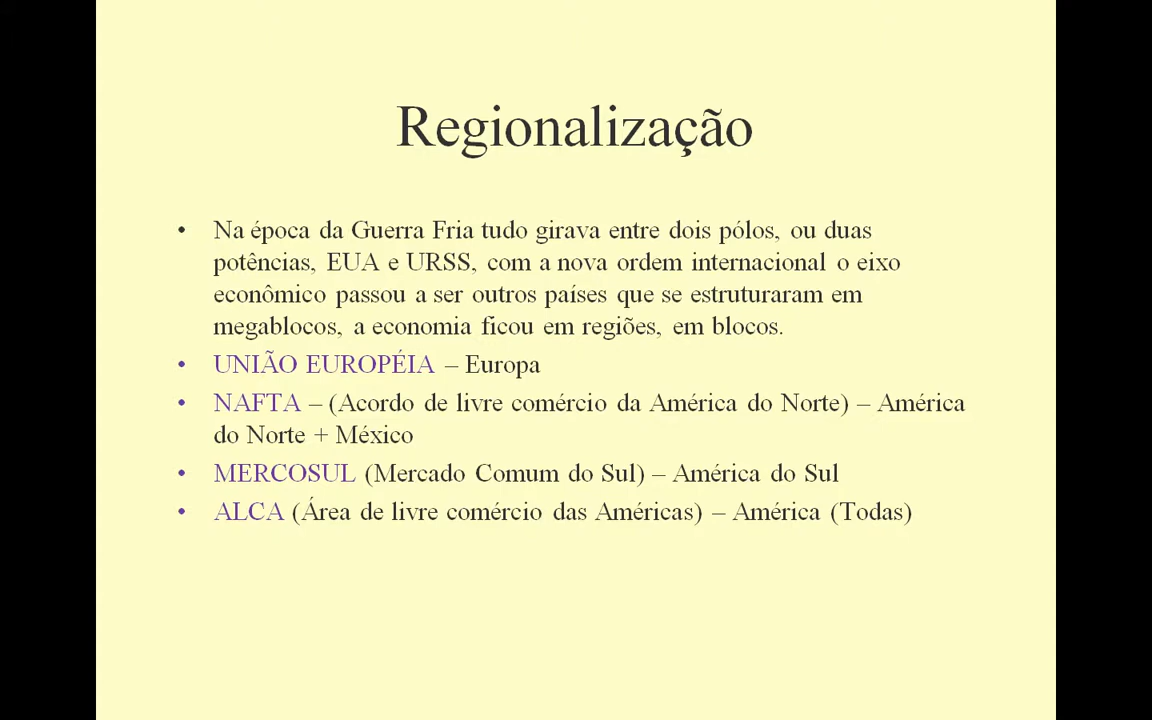 Regionalização
• Na época da Guerra Fria tudo girava entre dois pólos, ou duas
potências, EUA e URSS, com a nova ordem internacional o eixo
econômico passou a ser outros países que se estruturaram em
megablocos, a economia ficou em regiões, em blocos.
• UNIÃO EUROPÉIA – Europa
• NAFTA – (Acordo de livre comércio da América do Norte) – América
do Norte + México
• MERCOSUL (Mercado Comum do Sul) – América do Sul
• ALCA (Área de livre comércio das Américas) – América (Todas)